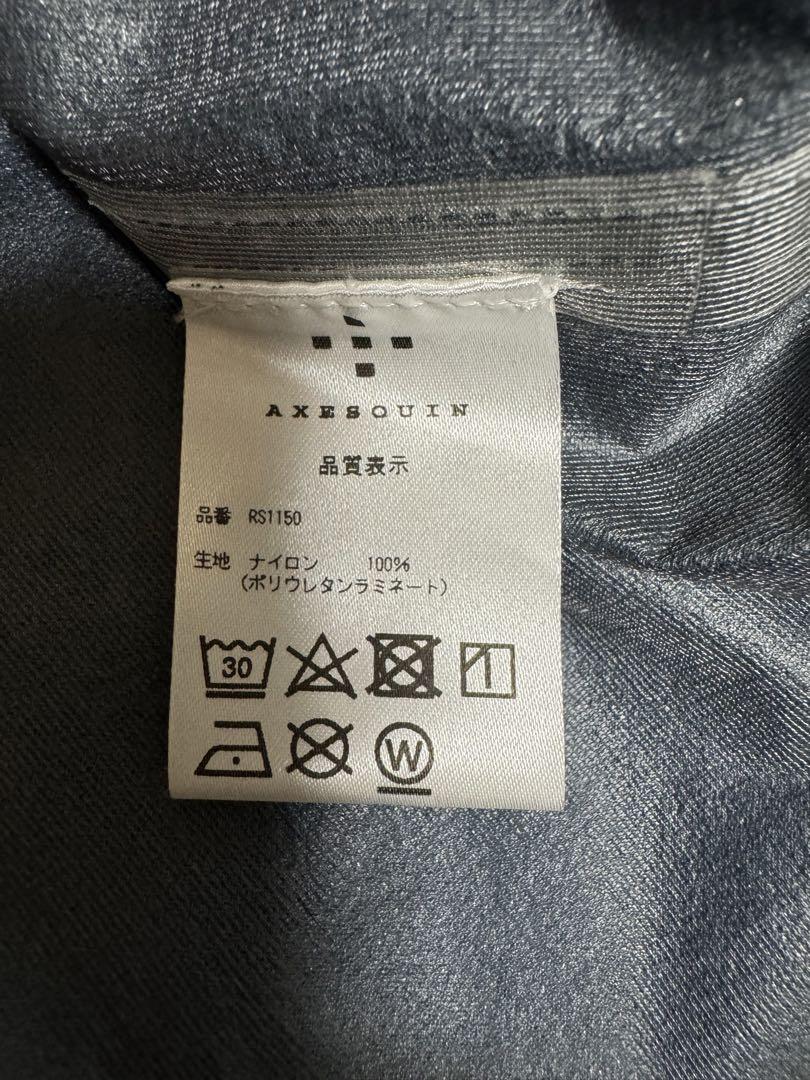 AXESQUIN
品質表示
品番 RS1150
生地 ナイロン 100%
(ポリウレタンラミネート)
30
W